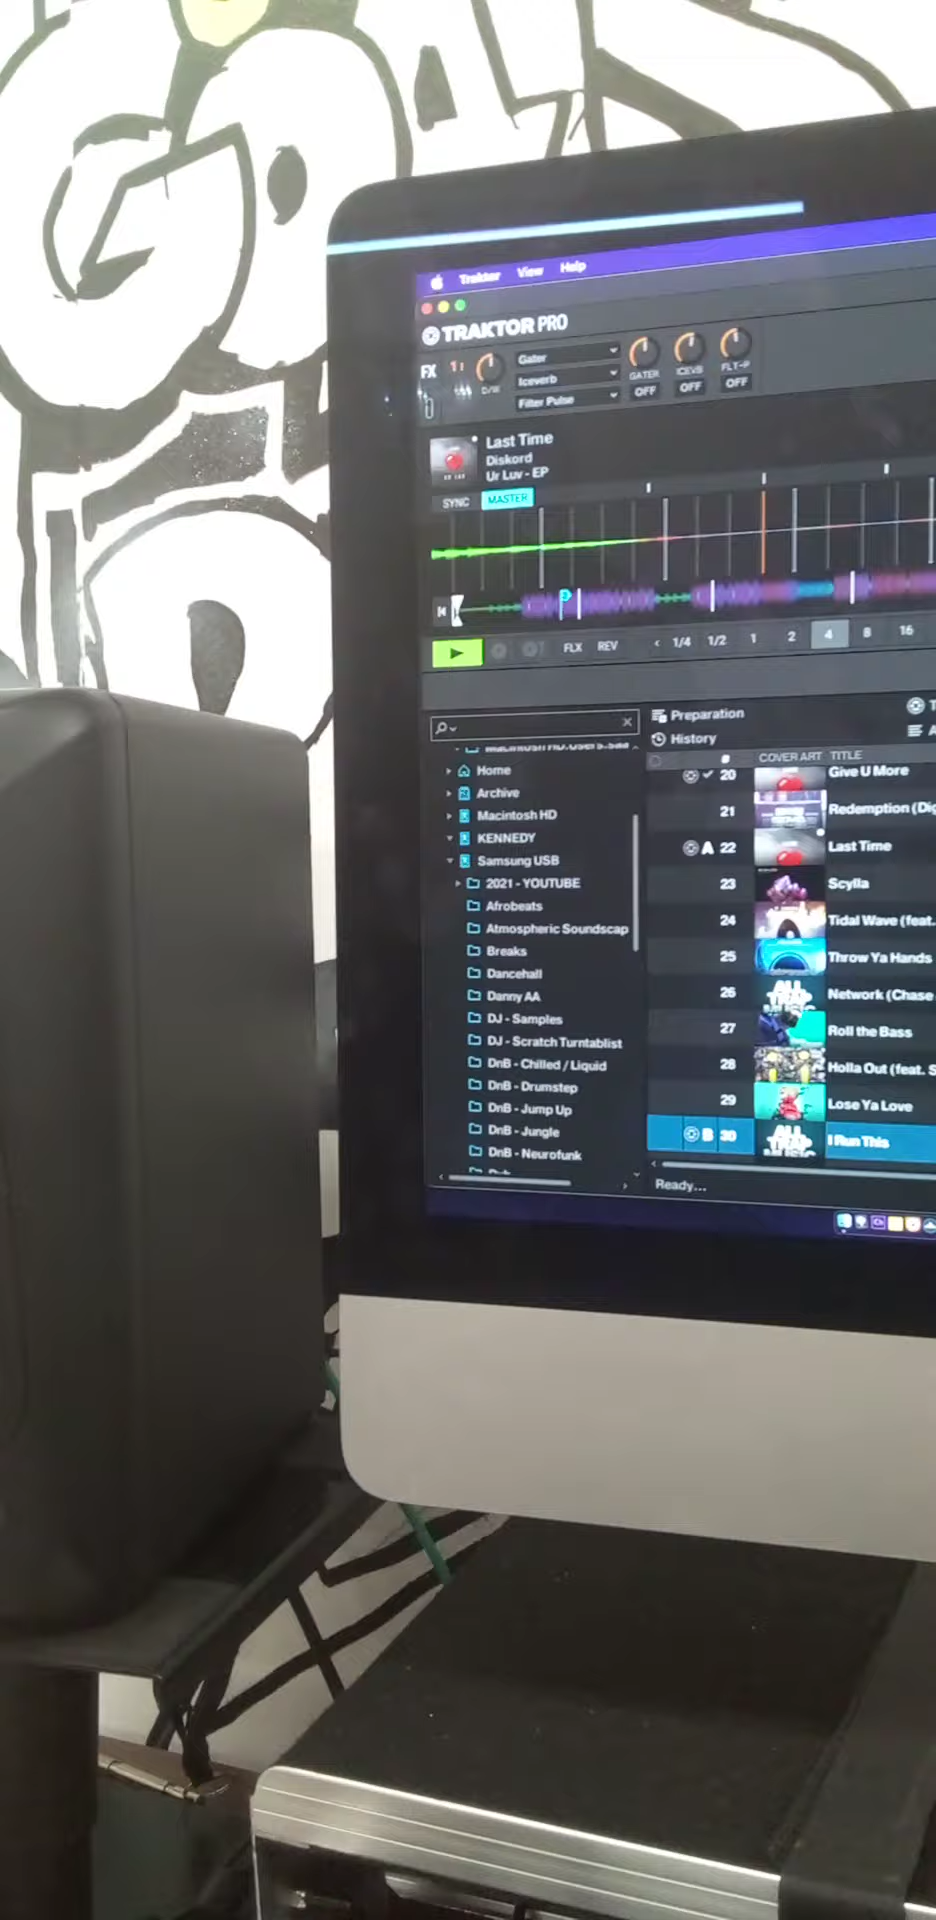 Traktor View Help
TRAKTOR PRO
FX 1: D/W Gater
Iceverb
Filter Pulse
GATER ICEVB FLT-P
OFF OFF OFF
Last Time
Diskord
Ur Luv - EP
SYNC MASTER
FLX REV < 1/4 1/2 1 2 4 8 16
Preparation
History
# COVER ART TITLE
Home
Archive
Macintosh HD
KENNEDY
Samsung USB
2021 - YOUTUBE
Afrobeats
Atmospheric Soundscap
Breaks
Dancehall
Danny AA
DJ - Samples
DJ - Scratch Turntablist
DnB - Chilled / Liquid
DnB - Drumstep
DnB - Jump Up
DnB - Jungle
DnB - Neurofunk
20 Give U More
21 Redemption (Dig
A 22 Last Time
23 Scylla
24 Tidal Wave (feat.
25 Throw Ya Hands
26 Network (Chase
27 Roll the Bass
28 Holla Out (feat. S
29 Lose Ya Love
B 30 I Run This
Ready...